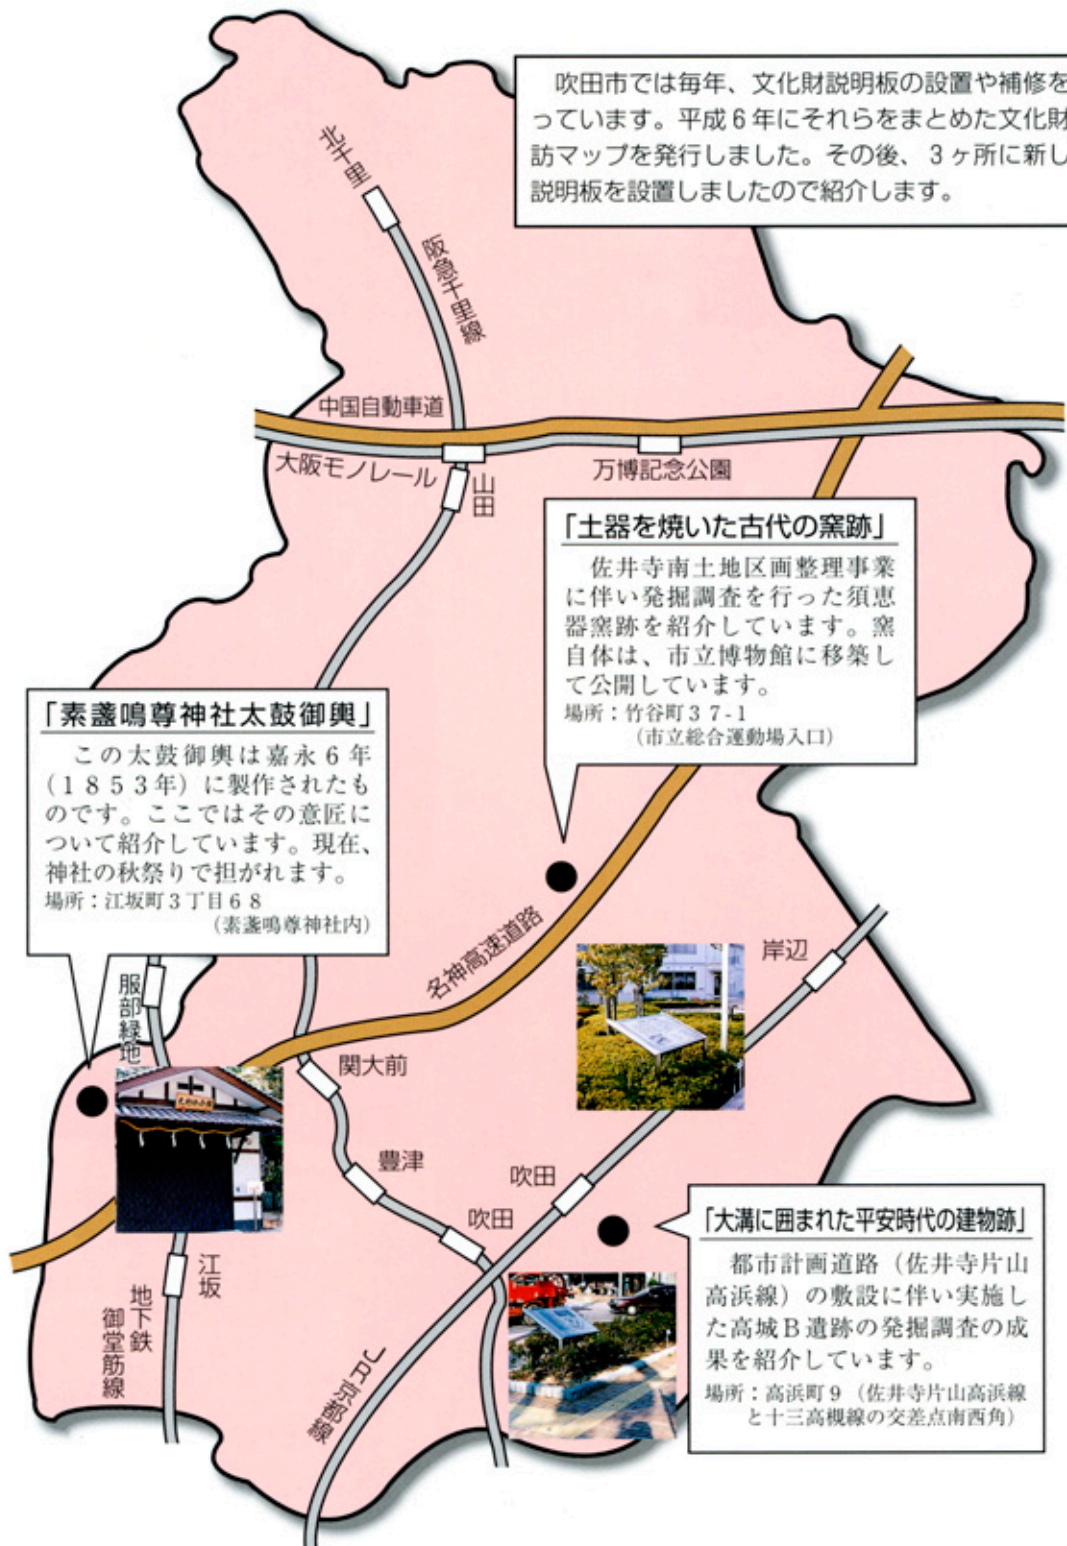 吹田市では毎年、文化財説明板の設置や補修を
っています。平成6年にそれらをまとめた文化財
訪マップを発行しました。その後、3ヶ所に新し
説明板を設置しましたので紹介します。
北千里
阪急千里線
中国自動車道
大阪モノレール
山田
万博記念公園
「土器を焼いた古代の窯跡」
佐井寺南土地区画整理事業
に伴い発掘調査を行った須恵
器窯跡を紹介しています。窯
自体は、市立博物館に移築し
て公開しています。
場所：竹谷町37-1
（市立総合運動場入口）
「素盞鳴尊神社太鼓御輿」
この太鼓御輿は嘉永6年
（1853年）に製作されたも
のです。ここではその意匠に
ついて紹介しています。現在、
神社の秋祭りで担がれます。
場所：江坂町3丁目68
（素盞鳴尊神社内）
名神高速道路
岸辺
服部緑地
関大前
豊津
吹田
吹田
「大溝に囲まれた平安時代の建物跡」
都市計画道路（佐井寺片山
高浜線）の敷設に伴い実施し
た高城B遺跡の発掘調査の成
果を紹介しています。
場所：高浜町9（佐井寺片山高浜線
と十三高槻線の交差点南西角）
江坂
地下鉄
御堂筋線
JR京都線